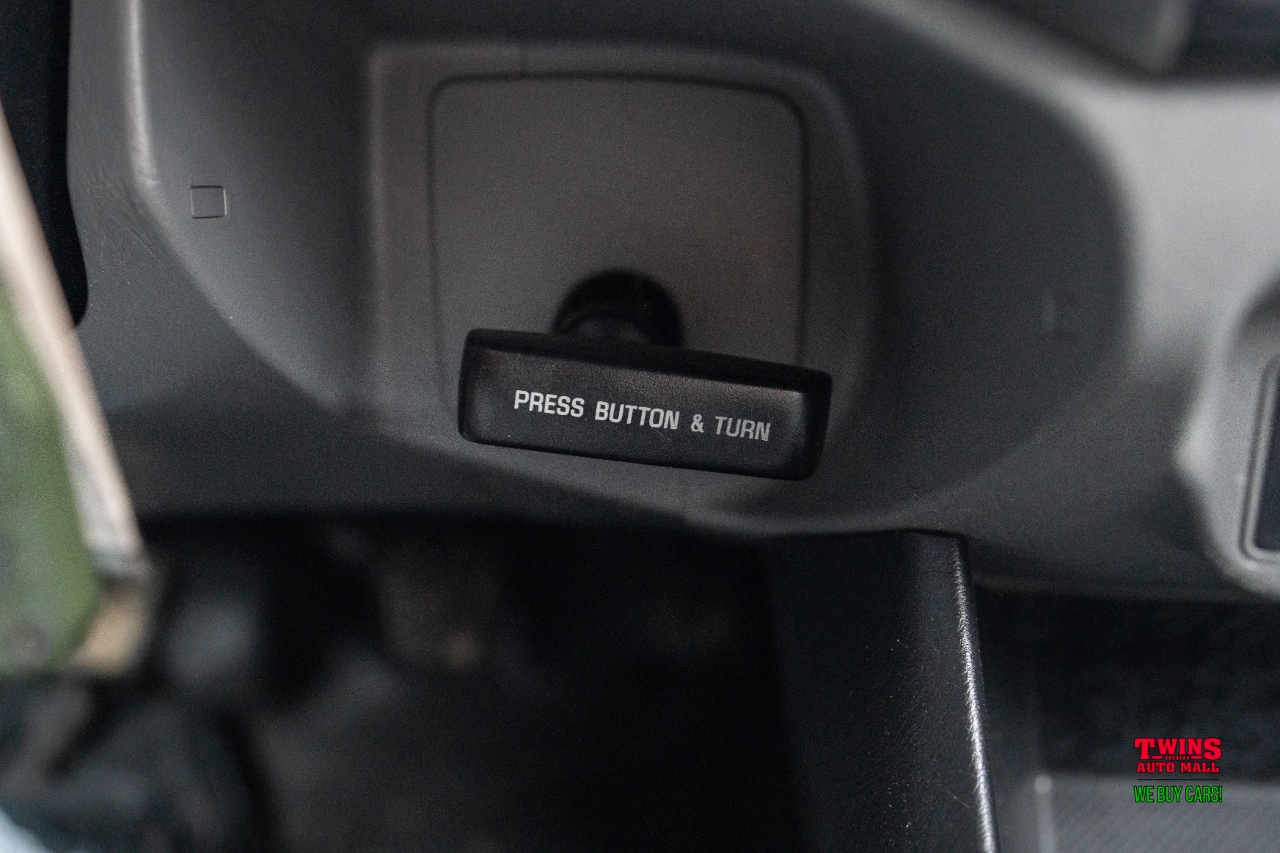 PRESS BUTTON & TURN
TWINS
AUTO MALL
WE BUY CARS!